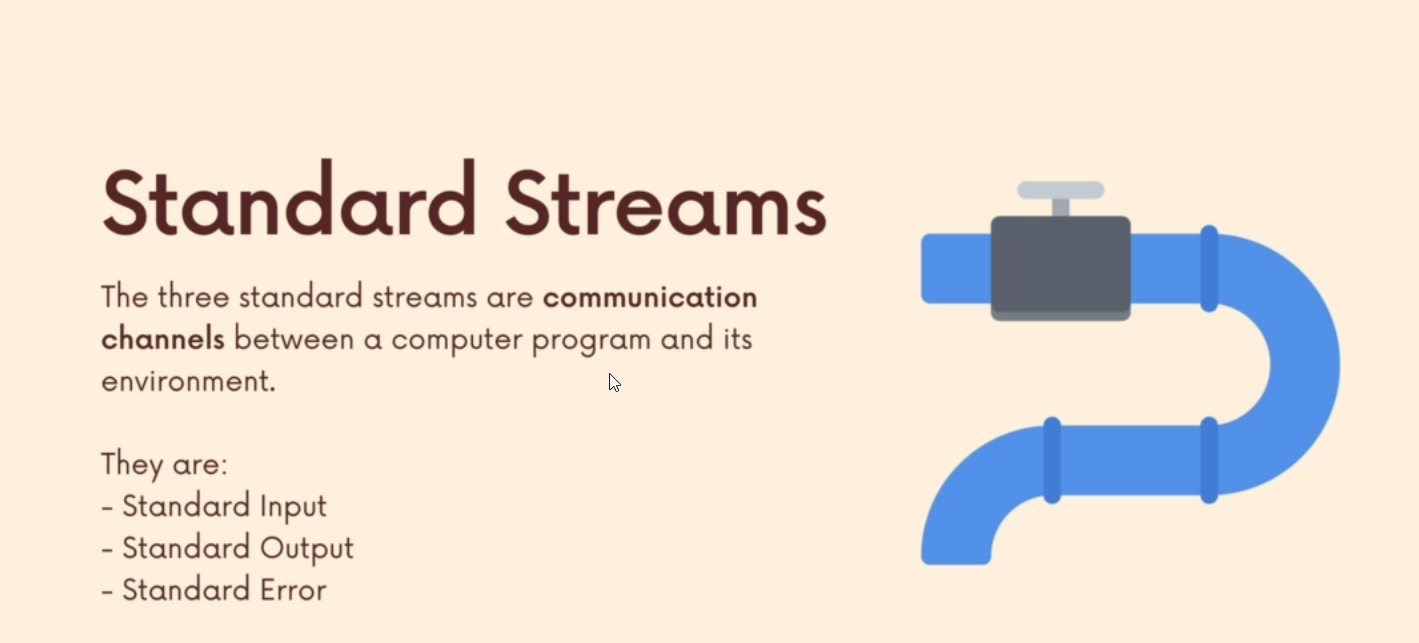 Standard Streams
The three standard streams are communication
channels between a computer program and its
environment.
They are:
- Standard Input
- Standard Output
- Standard Error